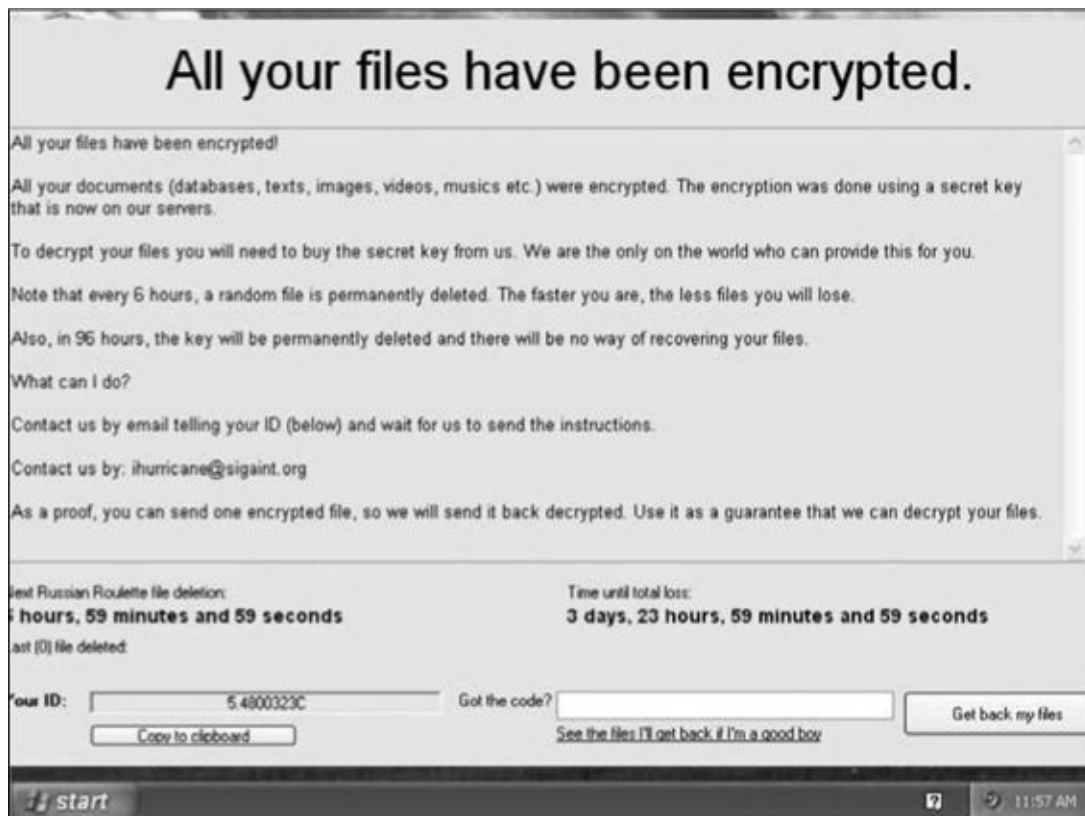 All your files have been encrypted.
All your files have been encrypted!
All your documents (databases, texts, images, videos, musics etc.) were encrypted. The encryption was done using a secret key
that is now on our servers.
To decrypt your files you will need to buy the secret key from us. We are the only on the world who can provide this for you.
Note that every 6 hours, a random file is permanently deleted. The faster you are, the less files you will lose.
Also, in 96 hours, the key will be permanently deleted and there will be no way of recovering your files.
What can I do?
Contact us by email telling your ID (below) and wait for us to send the instructions.
Contact us by: ihurricane@sigaint.org
As a proof, you can send one encrypted file, so we will send it back decrypted. Use it as a guarantee that we can decrypt your files.
Next Russian Roulette file deletion:
hours, 59 minutes and 59 seconds
Last (0) file deleted:
Time until total loss:
3 days, 23 hours, 59 minutes and 59 seconds
Your ID: 5.4800323C
Copy to clipboard
Got the code?
See the files I'll get back if I'm a good boy
Get back my files
start
11:57 AM